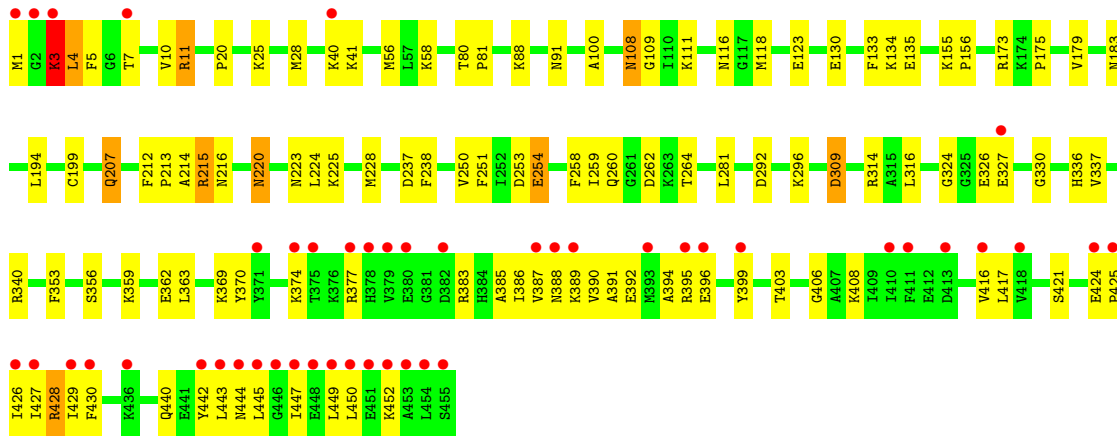 M1 G2 K3 L4 F5 G6 T7 V10 R11 P20 K25 M28 K40 K41 M56 L57 K58 T80 P81 K88 N91 A100 N108 G109 I110 K111 N116 G117 M118 E123 E130 F133 K134 E135 K155 P156 R173 K174 P175 V179 N183
L194 C199 Q207 F212 P213 A214 R215 N216 N220 N223 L224 K225 M228 D237 F238 V250 F251 I252 D253 E254 F258 I259 Q260 G261 D262 K263 T264 L281 D292 K296 D309 R314 A315 L316 G324 G325 E326 E327 G330 H336 V337
R340 F353 S356 K359 E362 L363 K369 Y370 Y371 K374 T375 K376 R377 H378 V379 E380 G381 D382 R383 H384 A385 I386 V387 N388 K389 V390 A391 E392 M393 A394 R395 E396 Y399 T403 G406 A407 K408 I409 I410 F411 E412 D413 V416 L417 V418 S421 E424 P425
I426 I427 R428 I429 F430 K436 Q440 E441 Y442 L443 N444 L445 G446 I447 E448 L449 L450 E451 K452 A453 L454 S455